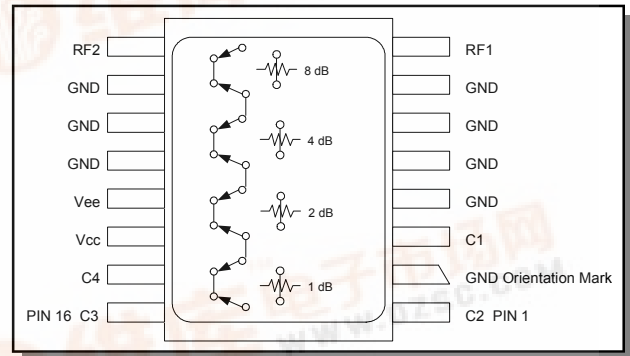 RF2 RF1
8 dB
GND GND
GND GND
4 dB
GND GND
Vee GND
2 dB
Vcc C1
C4 GND Orientation Mark
1 dB
PIN 16 C3 C2 PIN 1